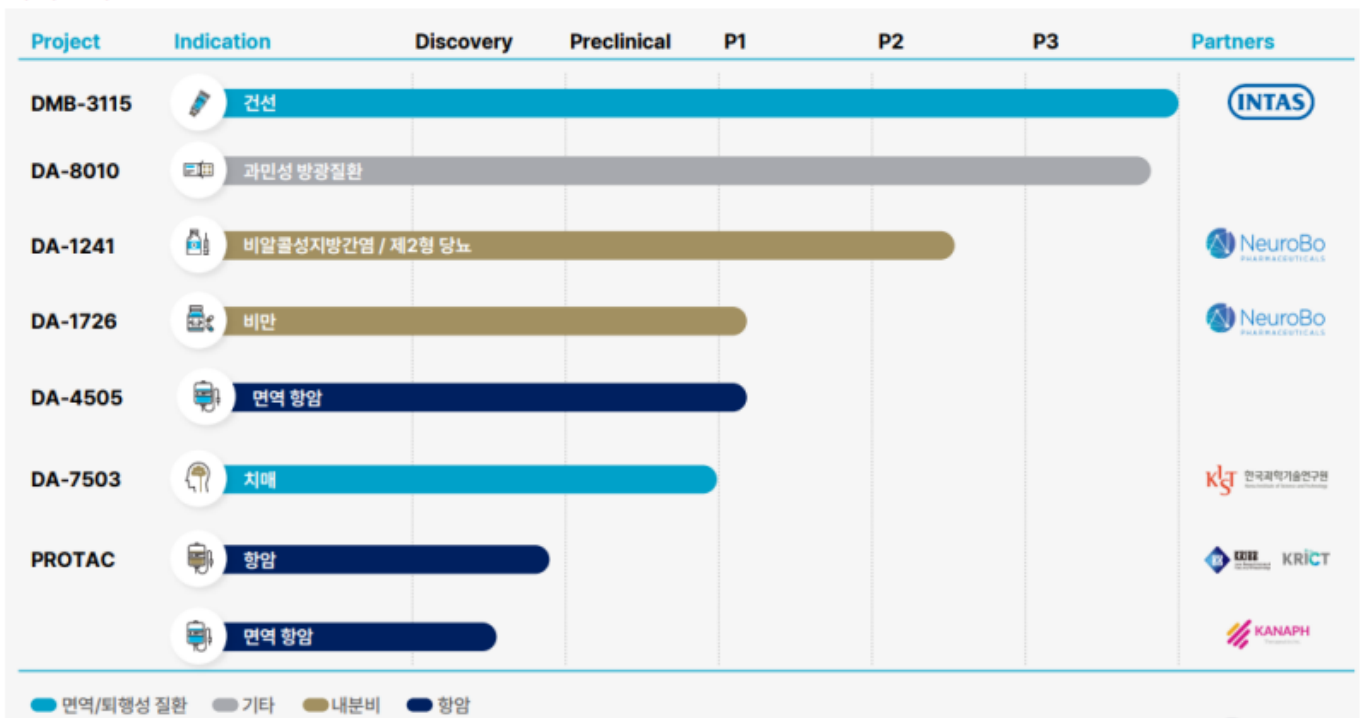 Project Indication Discovery Preclinical P1 P2 P3 Partners
DMB-3115 건선 INTAS
DA-8010 과민성 방광질환
DA-1241 비알콜성지방간염 / 제2형 당뇨 NeuroBo
PHARMACEUTICALS
DA-1726 비만 NeuroBo
PHARMACEUTICALS
DA-4505 면역 항암
DA-7503 치매 KIST 한국과학기술연구원
PROTAC 항암 KRICT
면역 항암 KANAPH
면역/퇴행성 질환 기타 내분비 항암